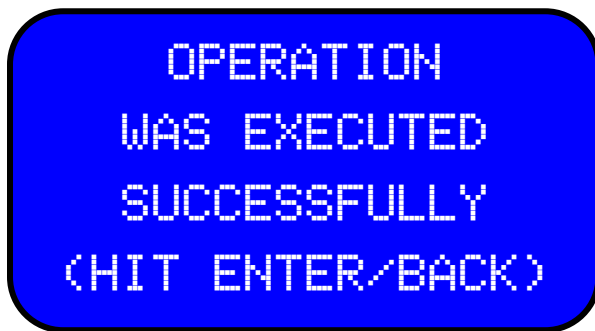 OPERATION
WAS EXECUTED
SUCCESSFULLY
(HIT ENTER/BACK)